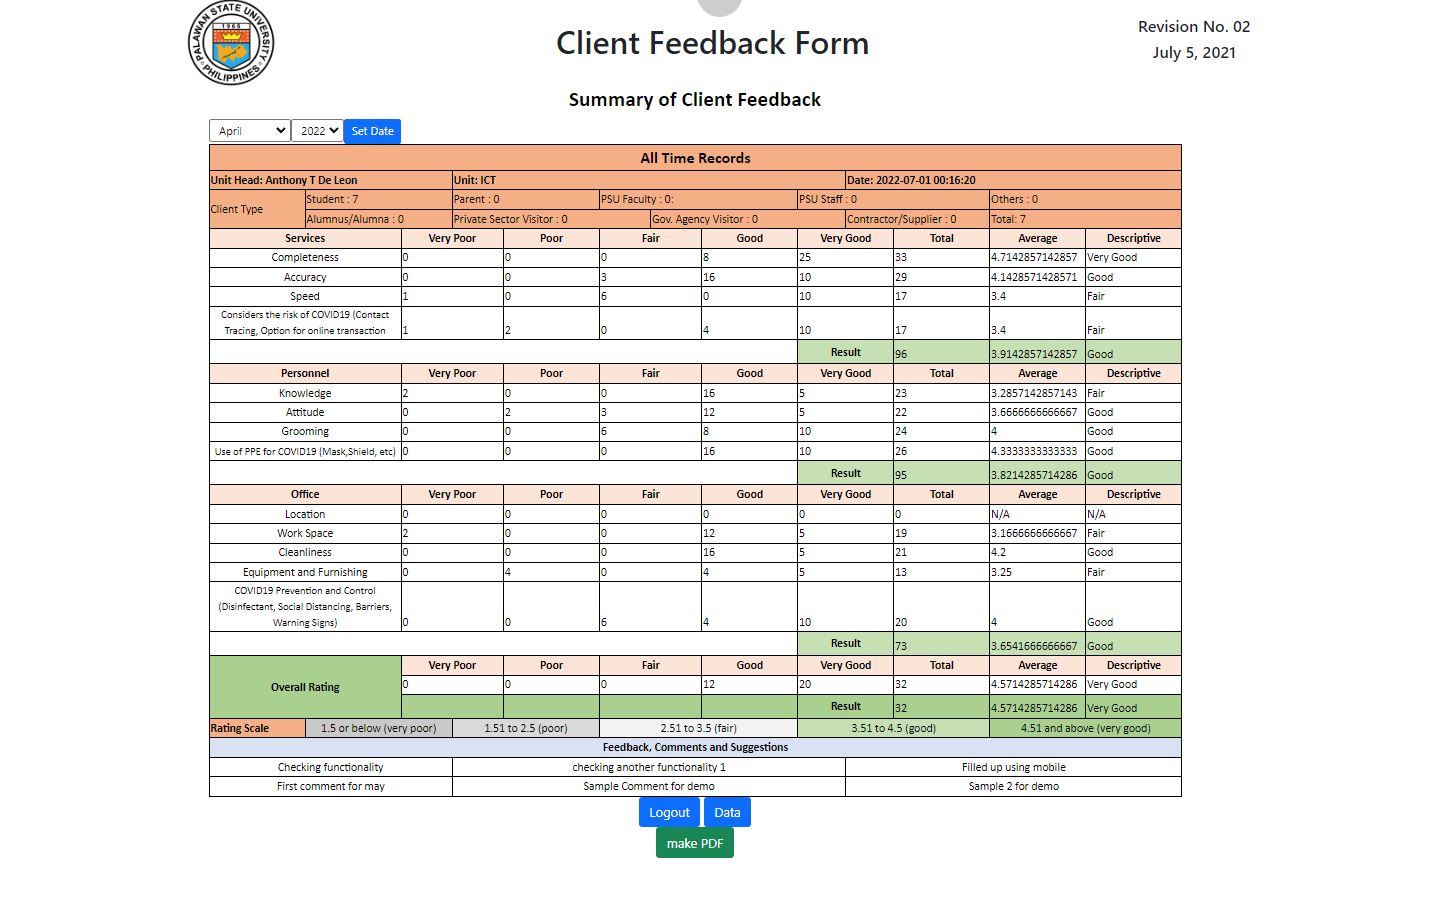 PALAWAN STATE UNIVERSITY
1965
PHILIPPINES
Client Feedback Form
Revision No. 02
July 5, 2021
Summary of Client Feedback
April 2022 Set Date
All Time Records
Unit Head: Anthony T De Leon Unit: ICT Date: 2022-07-01 00:16:20
Client Type
Student : 7 Parent : 0 PSU Faculty : 0: PSU Staff : 0 Others : 0
Alumnus/Alumna : 0 Private Sector Visitor : 0 Gov. Agency Visitor : 0 Contractor/Supplier : 0 Total: 7
Services Very Poor Poor Fair Good Very Good Total Average Descriptive
Completeness 0 0 0 8 25 33 4.7142857142857 Very Good
Accuracy 0 0 3 16 10 29 4.1428571428571 Good
Speed 1 0 6 0 10 17 3.4 Fair
Considers the risk of COVID19 (Contact
Tracing, Option for online transaction 1 2 0 4 10 17 3.4 Fair
Result 96 3.9142857142857 Good
Personnel Very Poor Poor Fair Good Very Good Total Average Descriptive
Knowledge 2 0 0 16 5 23 3.2857142857143 Fair
Attitude 0 2 3 12 5 22 3.6666666666667 Good
Grooming 0 0 6 8 10 24 4 Good
Use of PPE for COVID19 (Mask,Shield, etc) 0 0 0 16 10 26 4.3333333333333 Good
Result 95 3.8214285714286 Good
Office Very Poor Poor Fair Good Very Good Total Average Descriptive
Location 0 0 0 0 0 0 N/A N/A
Work Space 2 0 0 12 5 19 3.1666666666667 Fair
Cleanliness 0 0 0 16 5 21 4.2 Good
Equipment and Furnishing 0 4 0 4 5 13 3.25 Fair
COVID19 Prevention and Control
(Disinfectant, Social Distancing, Barriers,
Warning Signs) 0 0 6 4 10 20 4 Good
Result 73 3.6541666666667 Good
Overall Rating
Very Poor Poor Fair Good Very Good Total Average Descriptive
0 0 0 12 20 32 4.5714285714286 Very Good
Result 32 4.5714285714286 Very Good
Rating Scale 1.5 or below (very poor) 1.51 to 2.5 (poor) 2.51 to 3.5 (fair) 3.51 to 4.5 (good) 4.51 and above (very good)
Feedback, Comments and Suggestions
Checking functionality checking another functionality 1 Filled up using mobile
First comment for may Sample Comment for demo Sample 2 for demo
Logout Data
make PDF